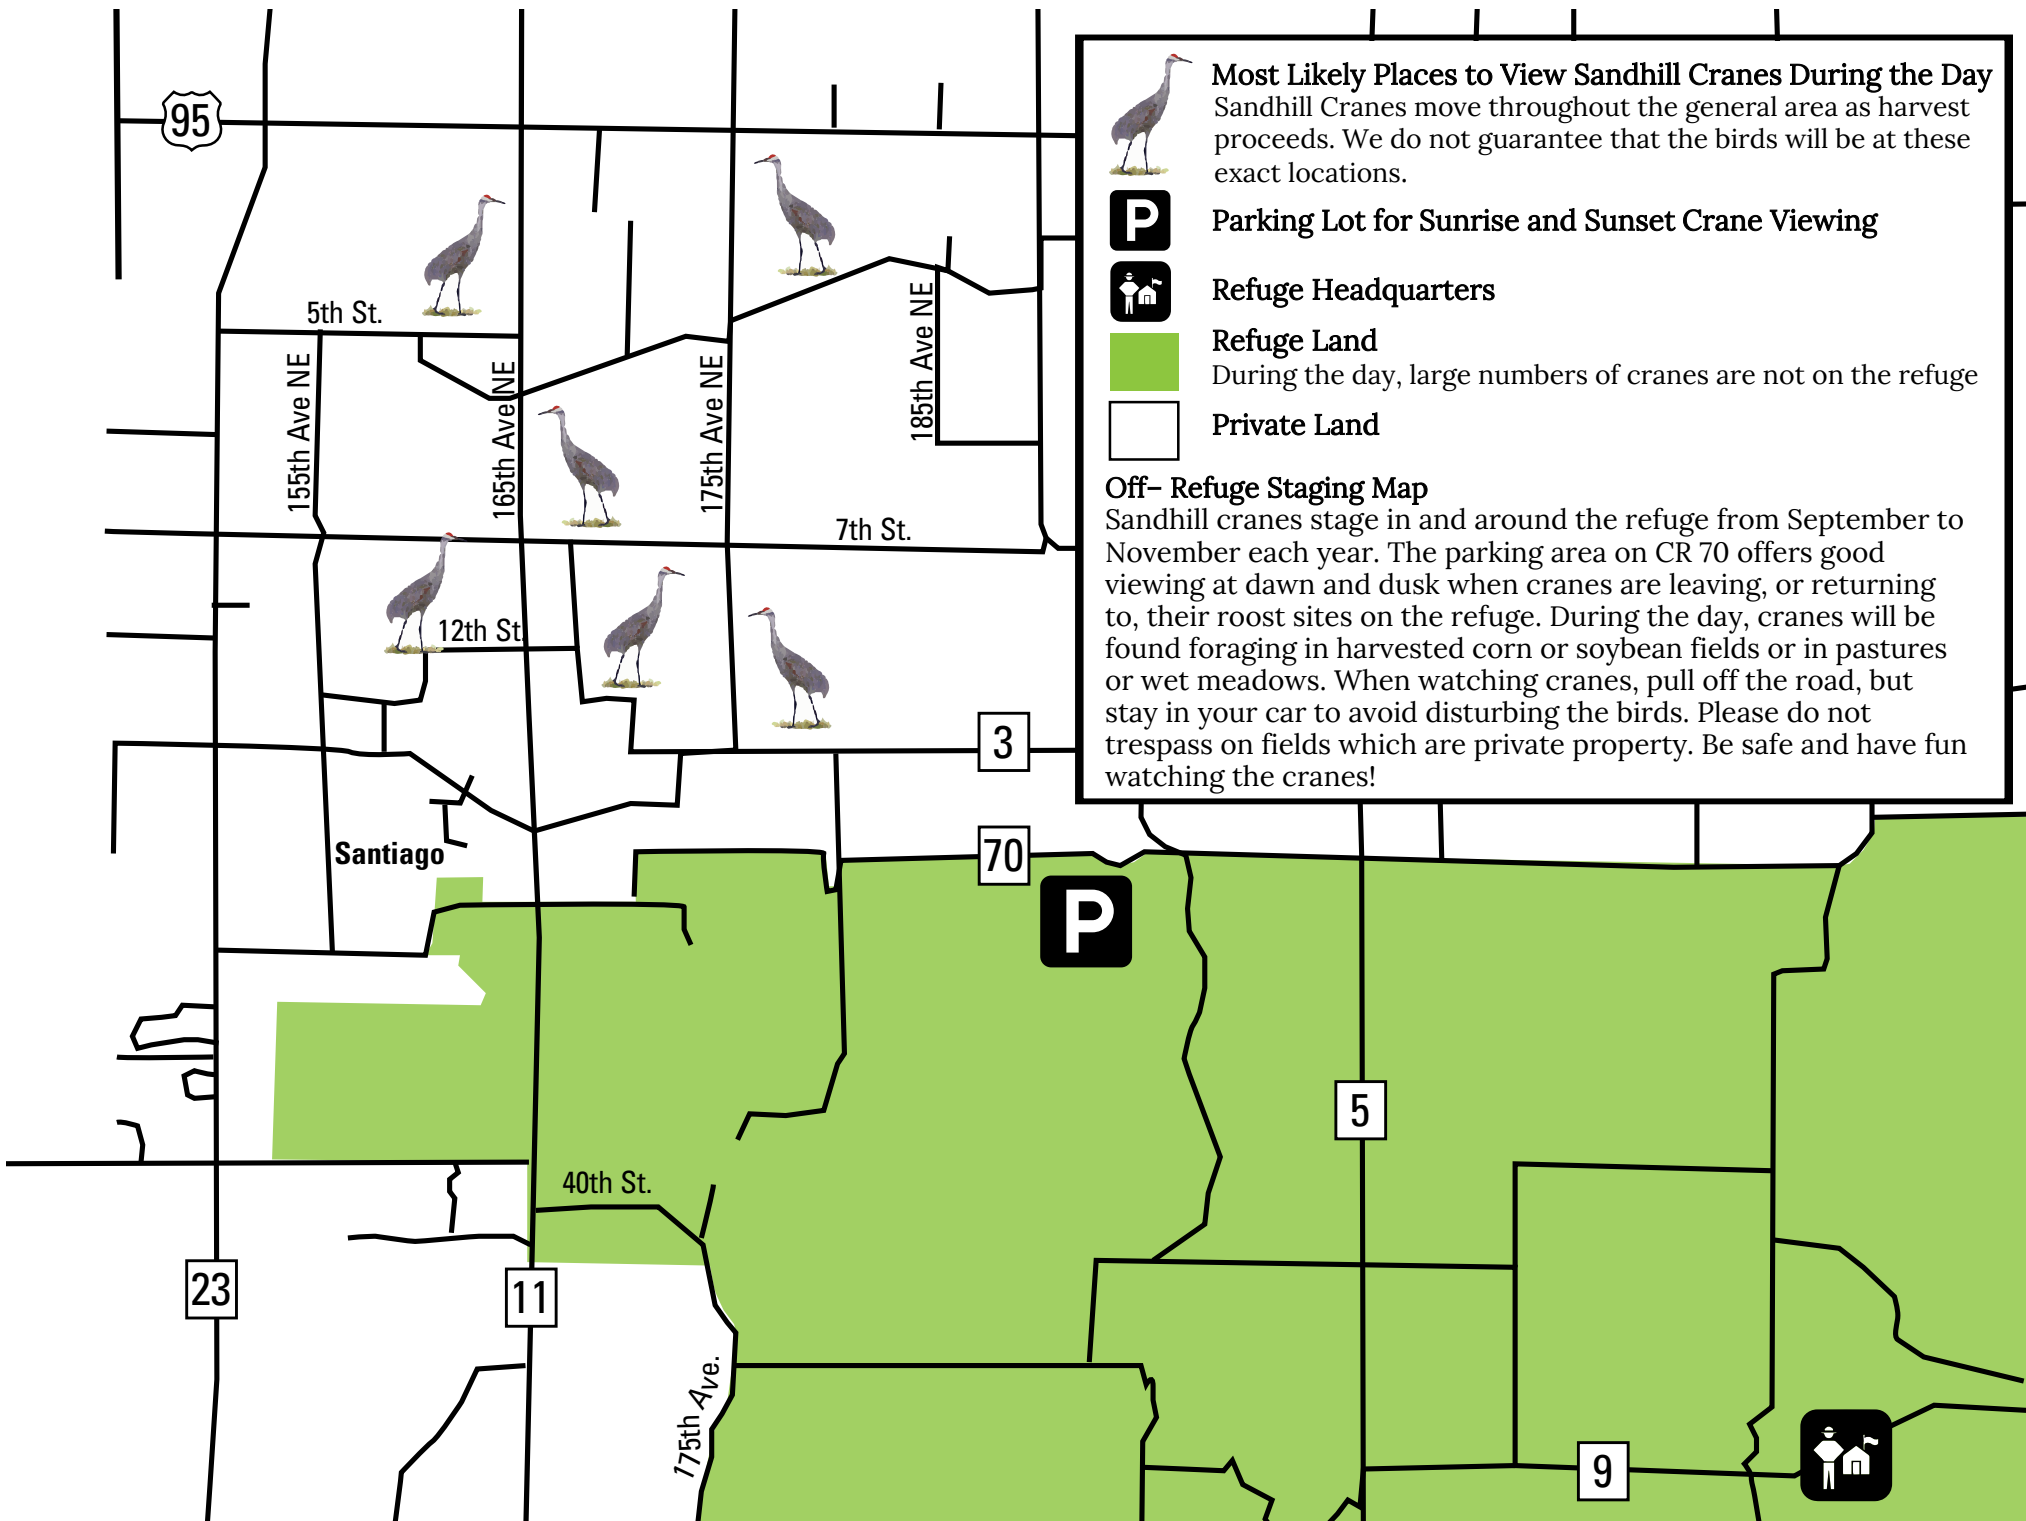 95
Most Likely Places to View Sandhill Cranes During the Day
Sandhill Cranes move throughout the general area as harvest
proceeds. We do not guarantee that the birds will be at these
exact locations.
P
Parking Lot for Sunrise and Sunset Crane Viewing
Refuge Headquarters
Refuge Land
During the day, large numbers of cranes are not on the refuge
Private Land
Off– Refuge Staging Map
Sandhill cranes stage in and around the refuge from September to
November each year. The parking area on CR 70 offers good
viewing at dawn and dusk when cranes are leaving, or returning
to, their roost sites on the refuge. During the day, cranes will be
found foraging in harvested corn or soybean fields or in pastures
or wet meadows. When watching cranes, pull off the road, but
stay in your car to avoid disturbing the birds. Please do not
trespass on fields which are private property. Be safe and have fun
watching the cranes!
5th St.
155th Ave NE
165th Ave NE
175th Ave NE
185th Ave NE
7th St.
12th St.
3
Santiago
70
P
5
40th St.
23
11
175th Ave.
9